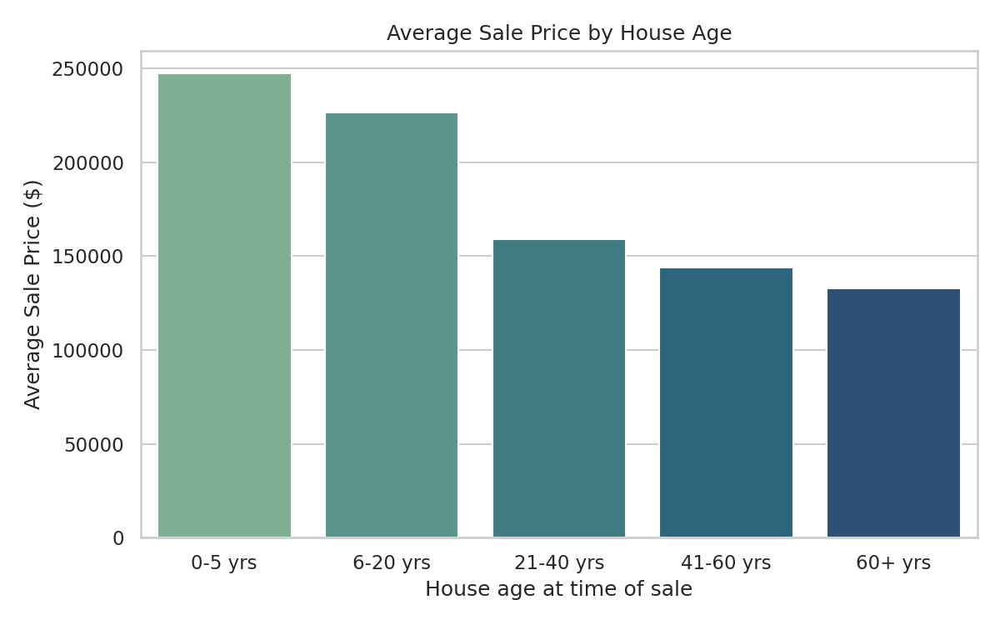 Average Sale Price by House Age
Average Sale Price ($)
250000
200000
150000
100000
50000
0
0-5 yrs
6-20 yrs
21-40 yrs
41-60 yrs
60+ yrs
House age at time of sale